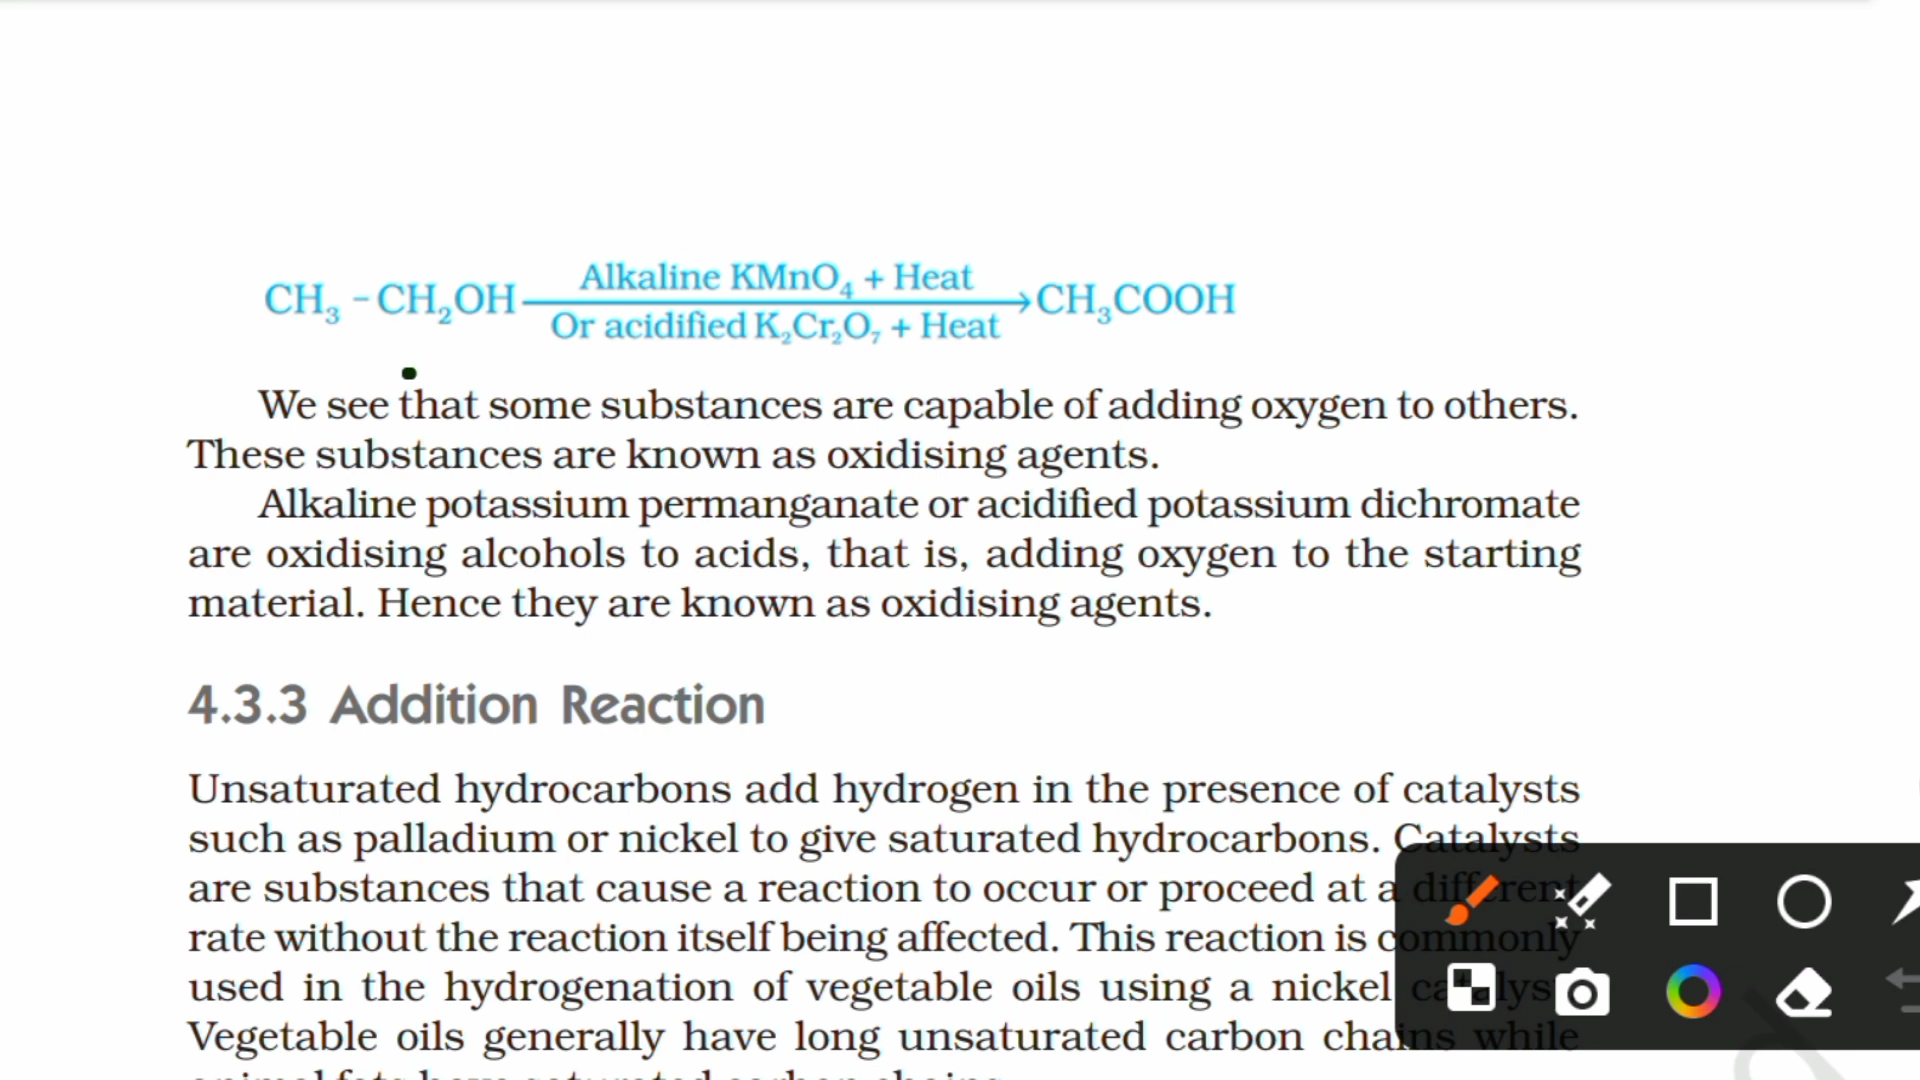 CH₃ – CH₂OH Alkaline KMnO₄ + Heat Or acidified K₂Cr₂O₇ + Heat → CH₃COOH
We see that some substances are capable of adding oxygen to others.
These substances are known as oxidising agents.
Alkaline potassium permanganate or acidified potassium dichromate
are oxidising alcohols to acids, that is, adding oxygen to the starting
material. Hence they are known as oxidising agents.
4.3.3 Addition Reaction
Unsaturated hydrocarbons add hydrogen in the presence of catalysts
such as palladium or nickel to give saturated hydrocarbons. Catalysts
are substances that cause a reaction to occur or proceed at a different
rate without the reaction itself being affected. This reaction is commonly
used in the hydrogenation of vegetable oils using a nickel
Vegetable oils generally have long unsaturated carbon chains while